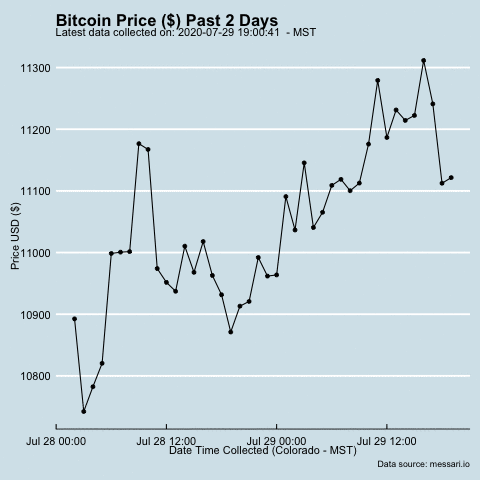 Bitcoin Price ($) Past 2 Days
Latest data collected on: 2020-07-29 19:00:41  - MST
11300
11200
11100
11000
10900
10800
Price USD ($)
Jul 28 00:00
Jul 28 12:00
Jul 29 00:00
Jul 29 12:00
Date Time Collected (Colorado - MST)
Data source: messari.io